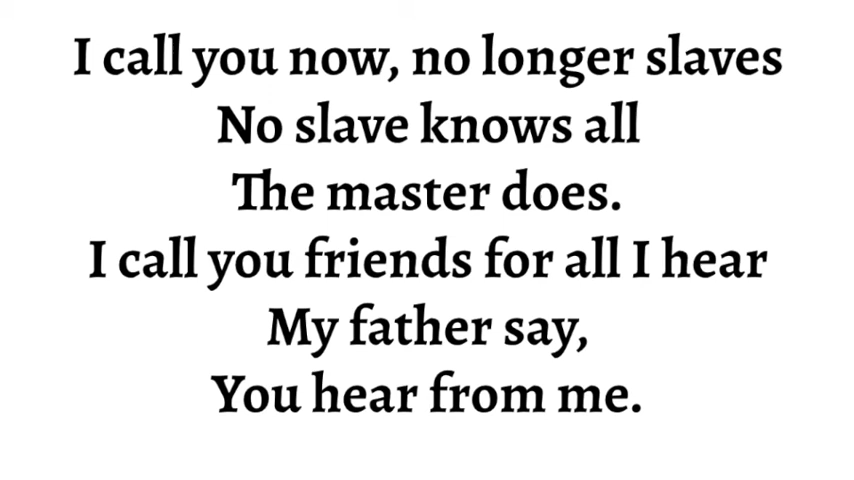 I call you now, no longer slaves
No slave knows all
The master does.
I call you friends for all I hear
My father say,
You hear from me.